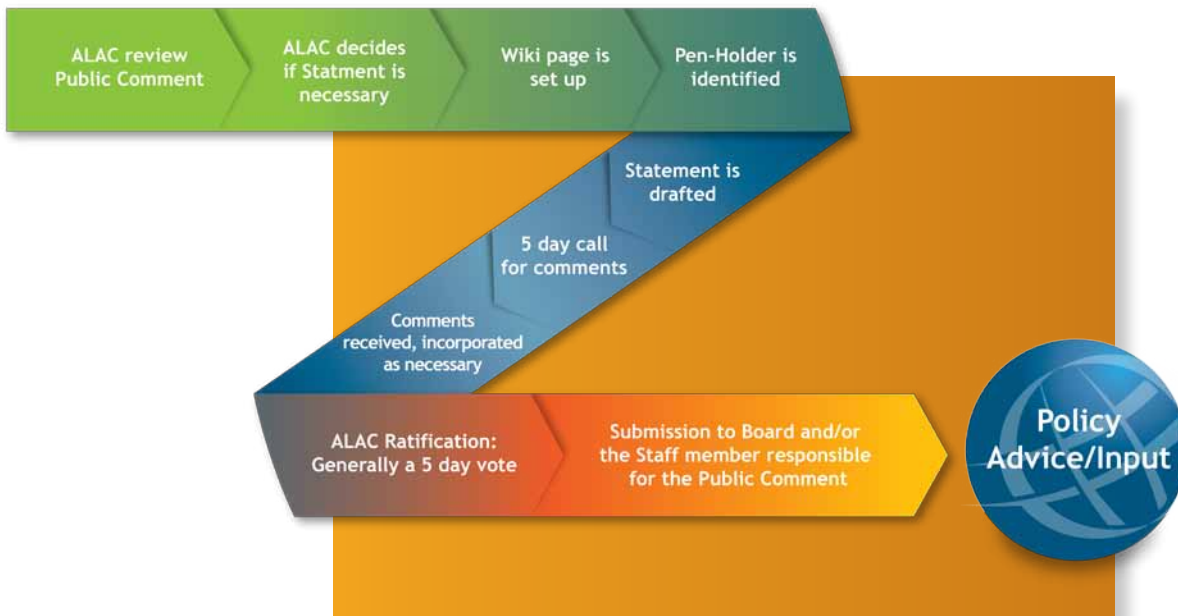 ALAC review
Public Comment
ALAC decides
if Statment is
necessary
Wiki page is
set up
Pen-Holder is
identified
Statement is
drafted
5 day call
for comments
Comments
received, incorporated
as necessary
ALAC Ratification:
Generally a 5 day vote
Submission to Board and/or
the Staff member responsible
for the Public Comment
Policy
Advice/Input